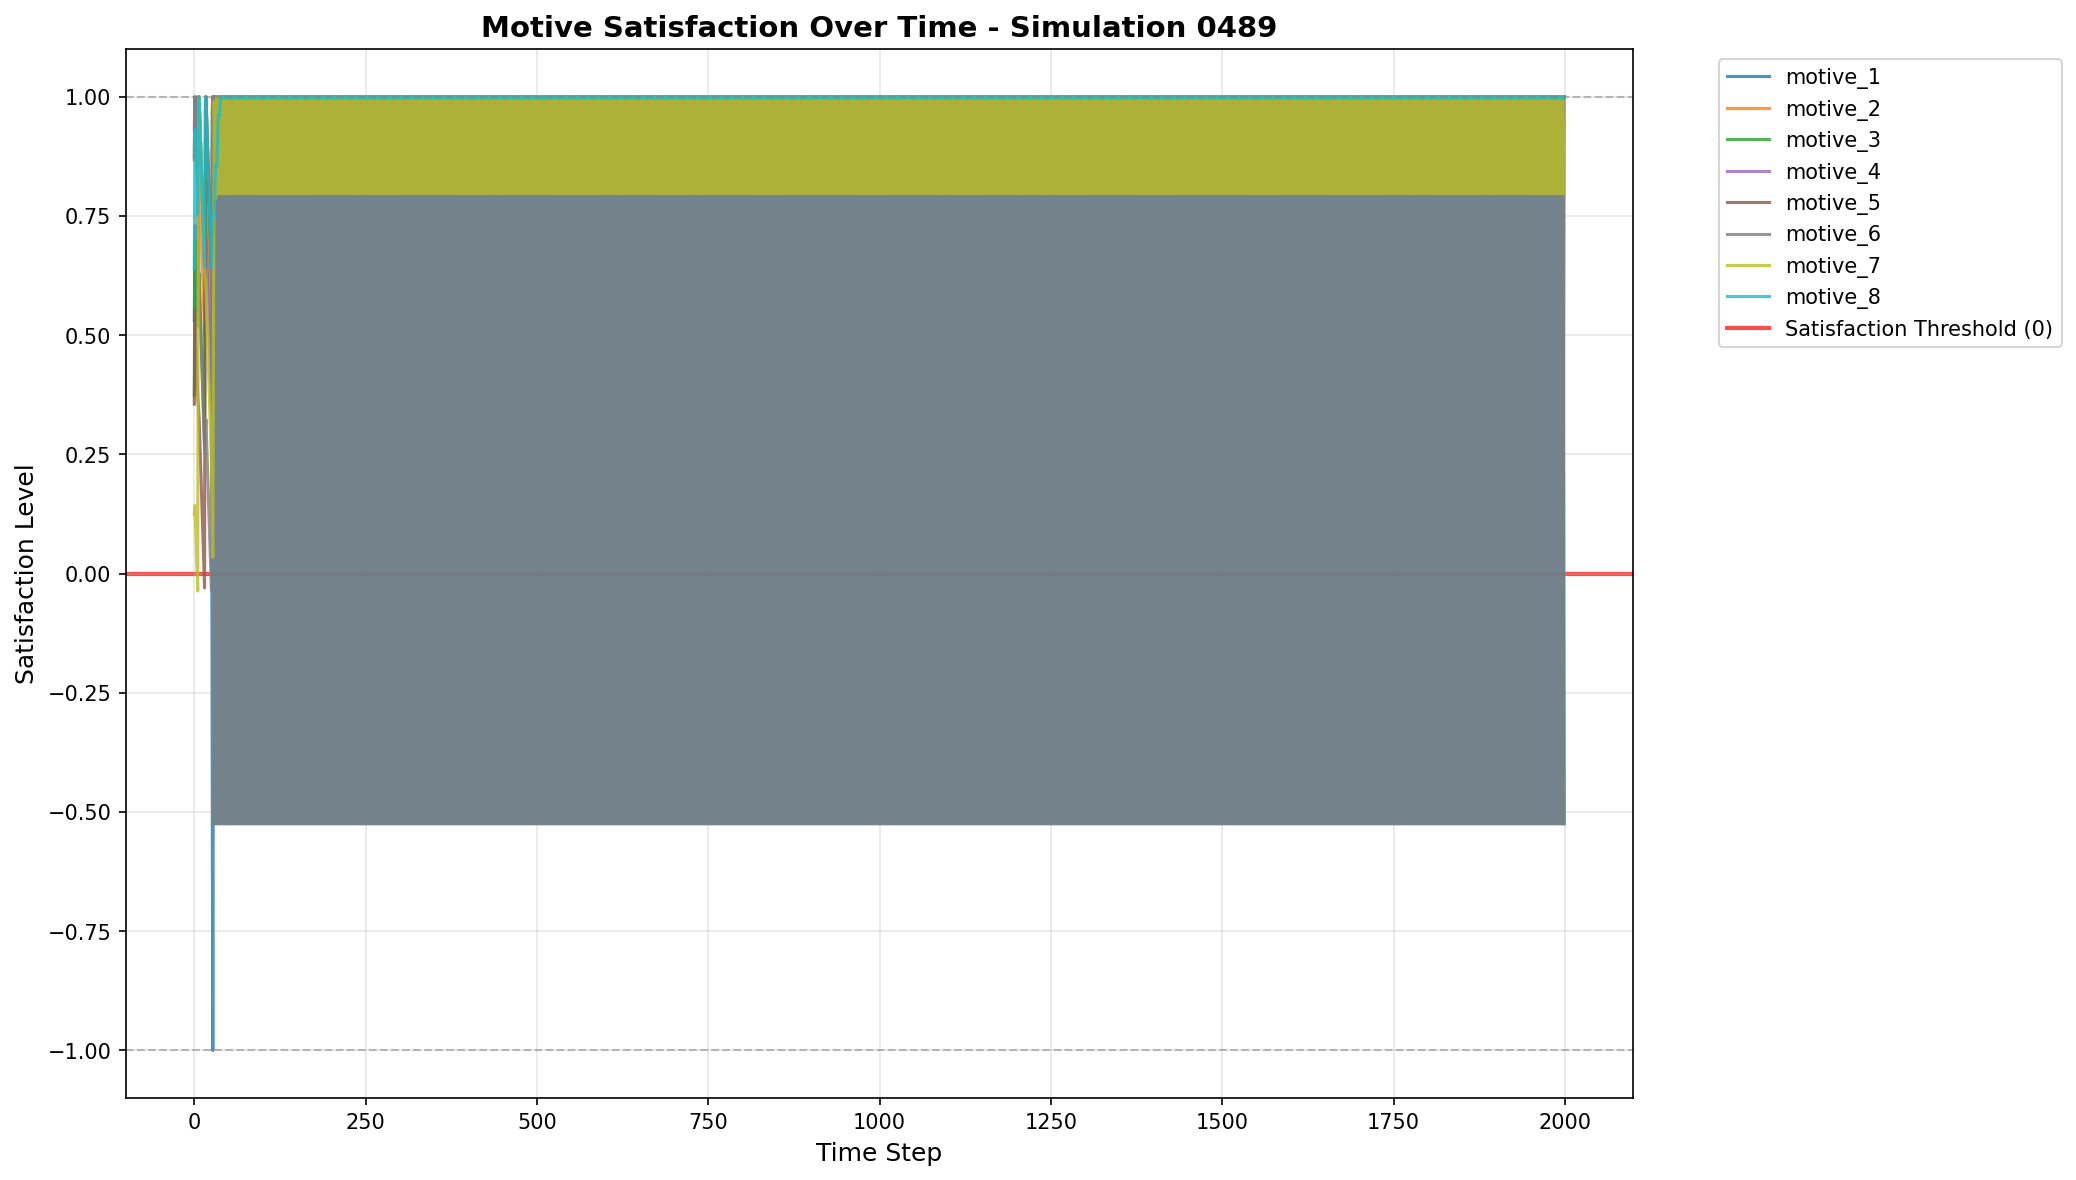 Motive Satisfaction Over Time - Simulation 0489
motive_1
motive_2
motive_3
motive_4
motive_5
motive_6
motive_7
motive_8
Satisfaction Threshold (0)
Satisfaction Level
1.00
0.75
0.50
0.25
0.00
−0.25
−0.50
−0.75
−1.00
0 250 500 750 1000 1250 1500 1750 2000
Time Step